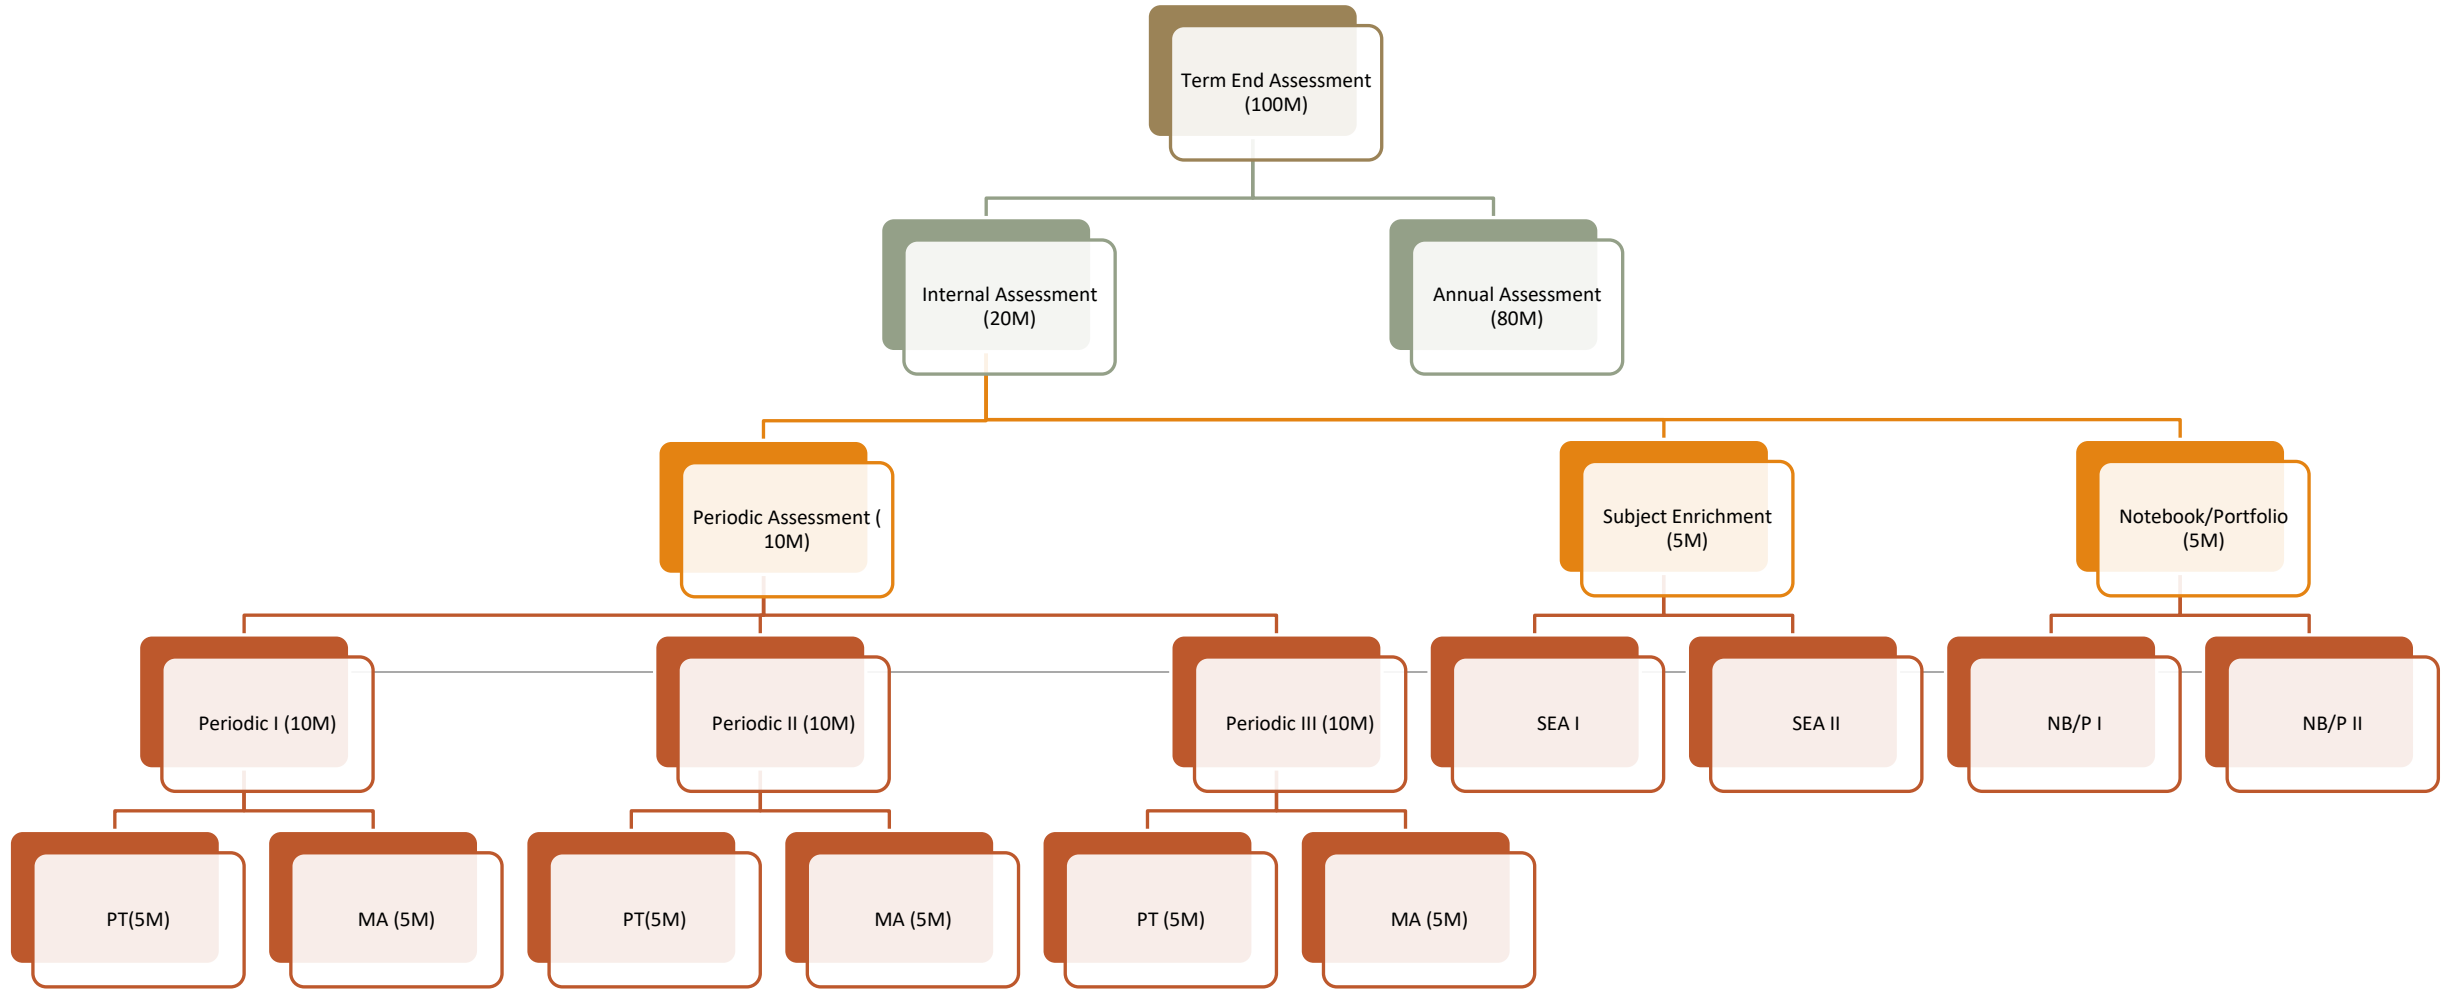 Term End Assessment
(100M)
Internal Assessment
(20M)
Annual Assessment
(80M)
Periodic Assessment (
10M)
Subject Enrichment
(5M)
Notebook/Portfolio
(5M)
Periodic I (10M)
Periodic II (10M)
Periodic III (10M)
SEA I
SEA II
NB/P I
NB/P II
PT(5M)
MA (5M)
PT(5M)
MA (5M)
PT (5M)
MA (5M)